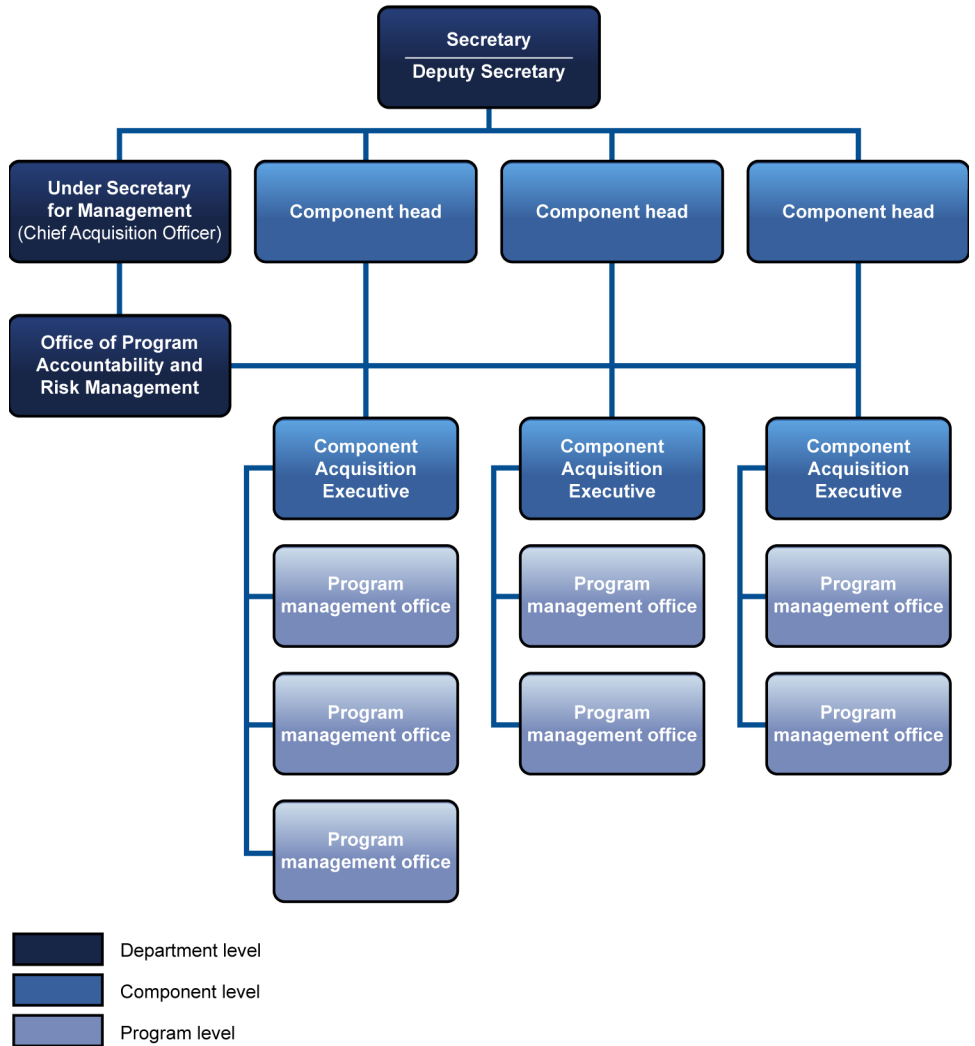 Secretary
Deputy Secretary
Under Secretary
for Management
(Chief Acquisition Officer)
Component head
Component head
Component head
Office of Program
Accountability and
Risk Management
Component
Acquisition
Executive
Component
Acquisition
Executive
Component
Acquisition
Executive
Program
management office
Program
management office
Program
management office
Program
management office
Program
management office
Program
management office
Program
management office
Department level
Component level
Program level